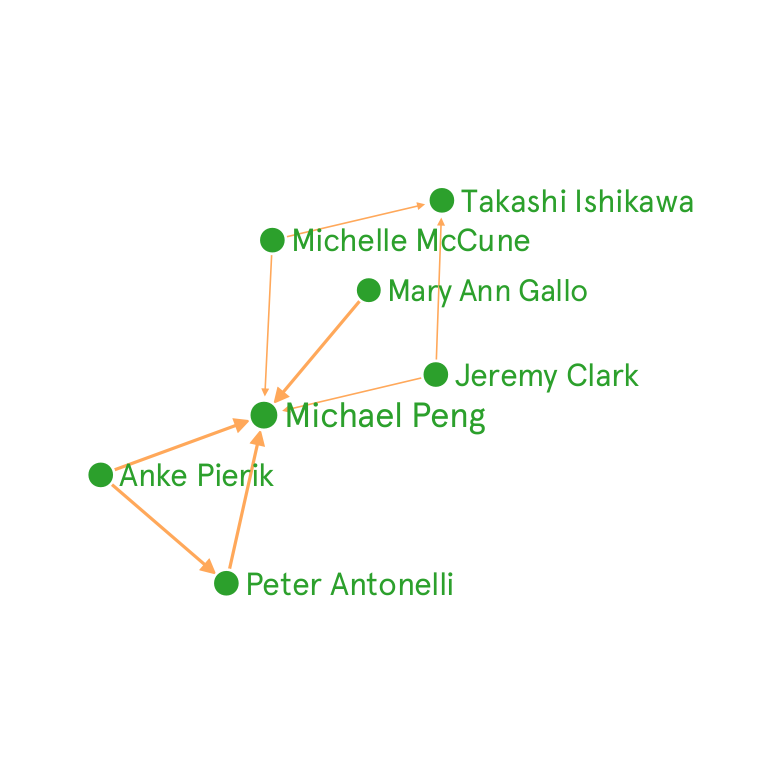 Takashi Ishikawa
Michelle McCune
Mary Ann Gallo
Jeremy Clark
Michael Peng
Anke Pierik
Peter Antonelli